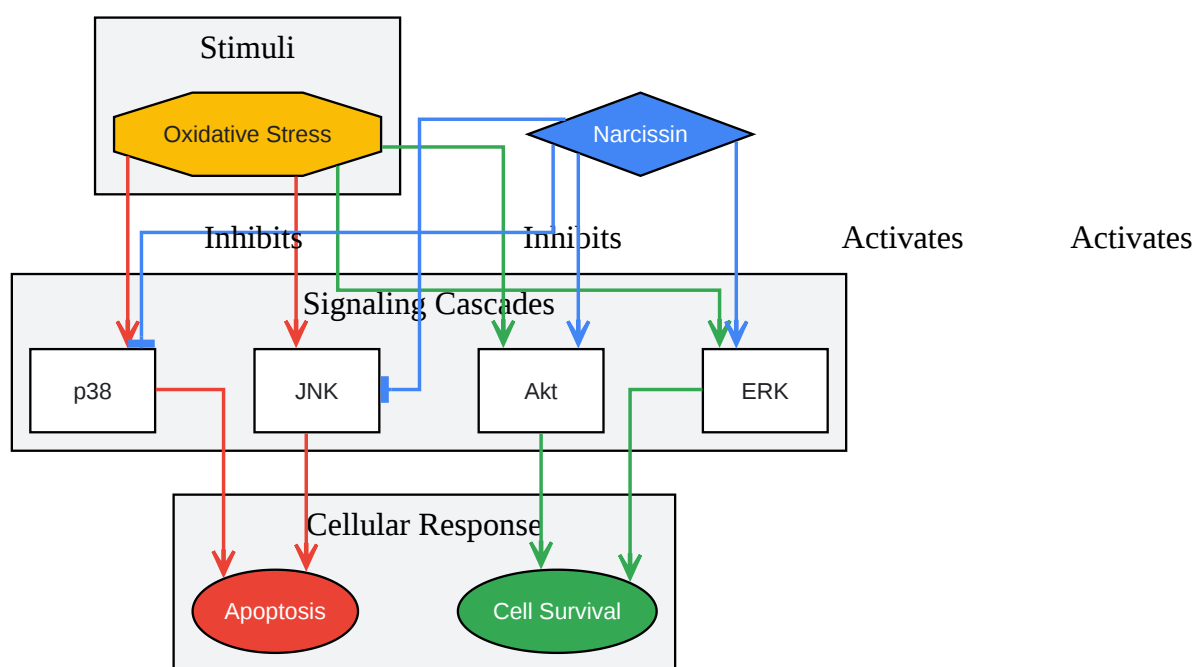 Stimuli
Oxidative Stress
Narcissin
Inhibits
Inhibits
Activates
Activates
Signaling Cascades
p38
JNK
Akt
ERK
Cellular Response
Apoptosis
Cell Survival